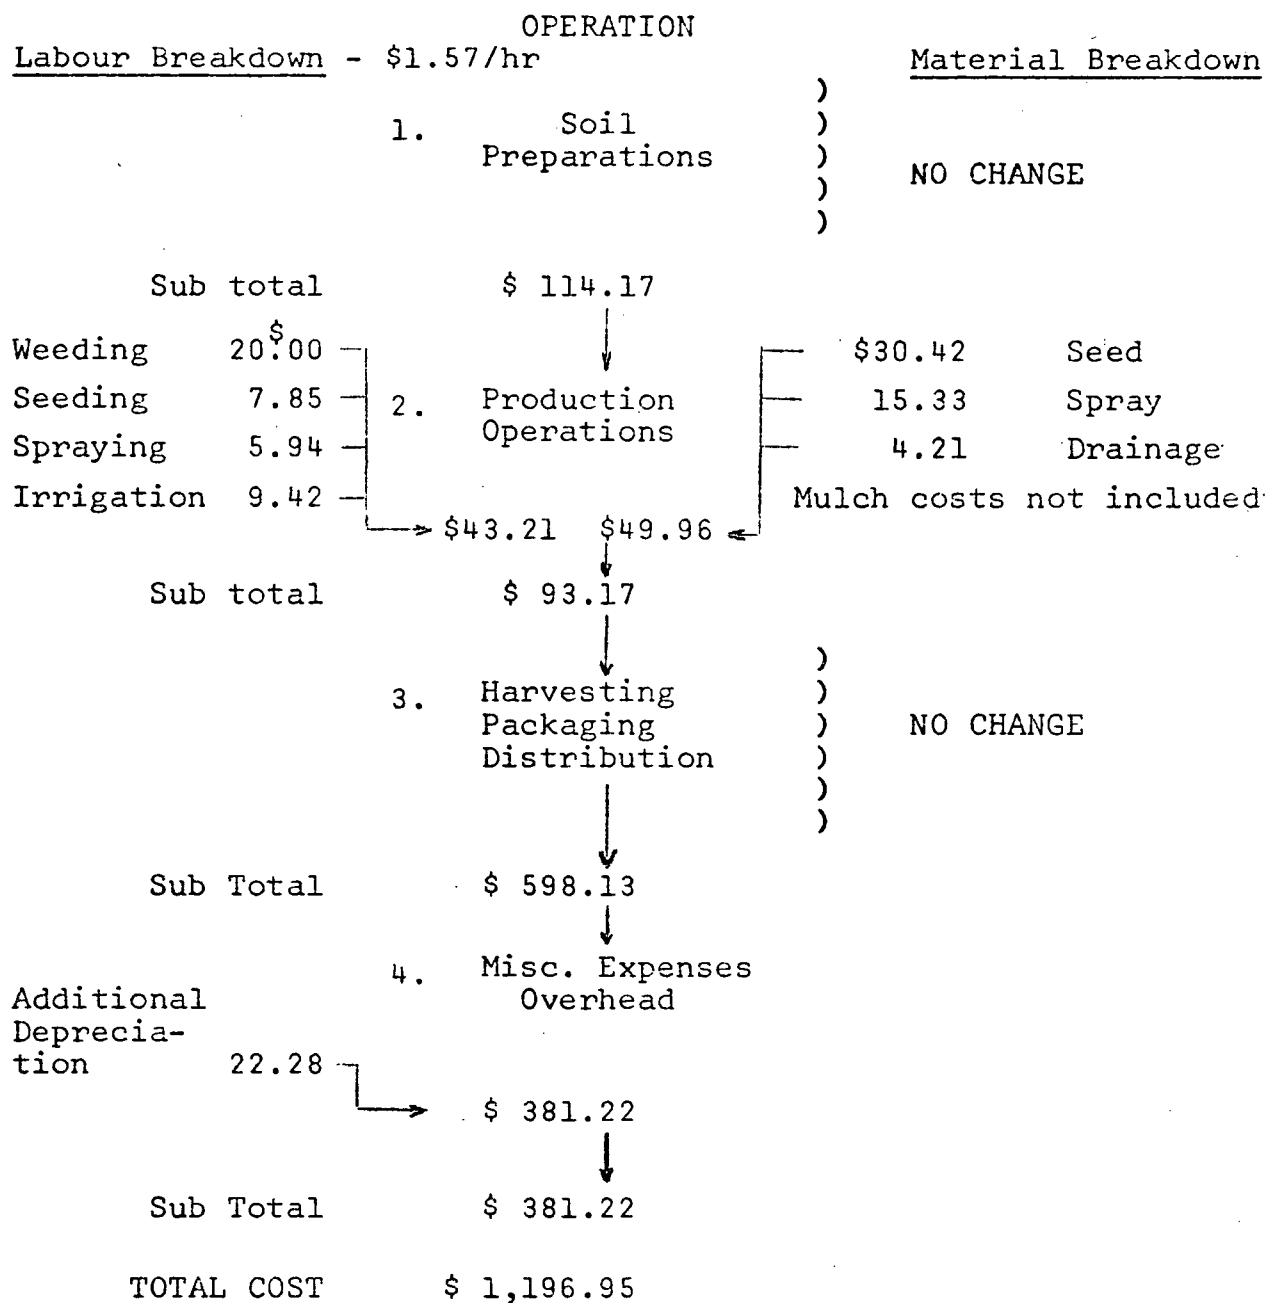 OPERATION
Labour Breakdown - $1.57/hr Material Breakdown
1. Soil
Preparations
)
)
)
)
)
NO CHANGE
Sub total $ 114.17
Weeding $20.00 $30.42 Seed
Seeding 7.85 2. Production 15.33 Spray
Operations
Spraying 5.94 4.21 Drainage
Irrigation 9.42 Mulch costs not included
$43.21 $49.96
Sub total $ 93.17
3. Harvesting
Packaging
Distribution
)
)
)
)
)
)
NO CHANGE
Sub Total $ 598.13
4. Misc. Expenses
Overhead
Additional
Deprecia-
tion 22.28
$ 381.22
Sub Total $ 381.22
TOTAL COST $ 1,196.95